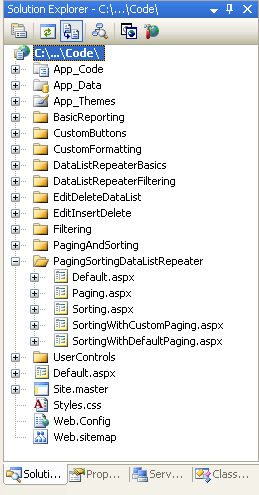 Solution Explorer - C:\...\Code\
C:\...\Code\
App_Code
App_Data
App_Themes
BasicReporting
CustomButtons
CustomFormatting
DataListRepeaterBasics
DataListRepeaterFiltering
EditDeleteDataList
EditInsertDelete
Filtering
PagingAndSorting
PagingSortingDataListRepeater
Default.aspx
Paging.aspx
Sorting.aspx
SortingWithCustomPaging.aspx
SortingWithDefaultPaging.aspx
UserControls
Default.aspx
Site.master
Styles.css
Web.Config
Web.sitemap
Soluti... Prop... Serv... Class...